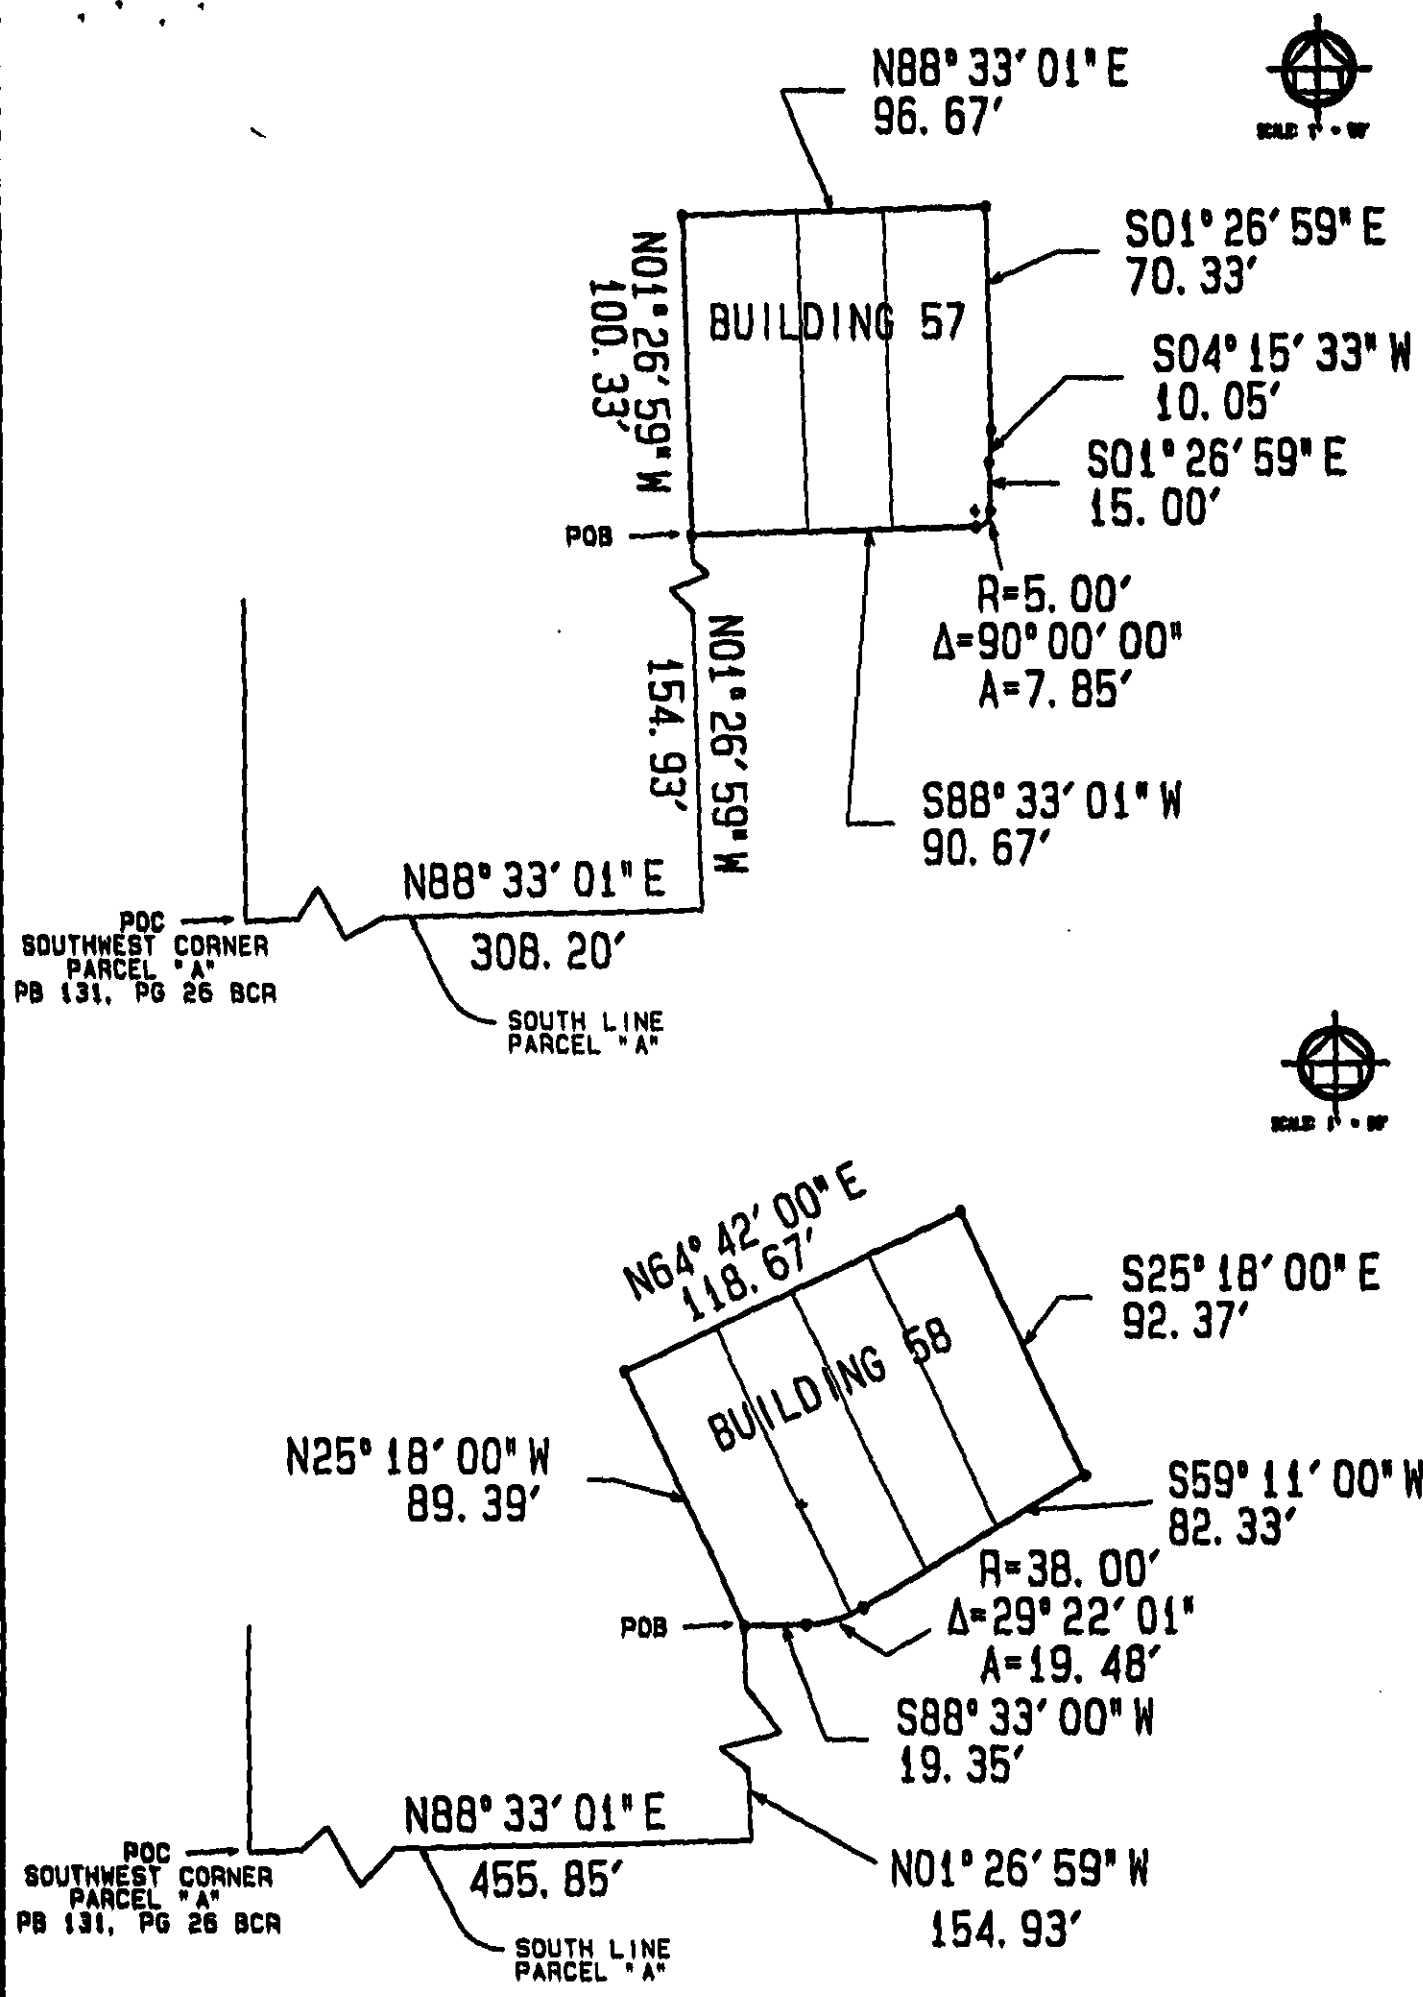 N88°33'01"E
96.67'
S01°26'59"E
70.33'
N01°26'59"W
100.33'
BUILDING 57
S04°15'33"W
10.05'
S01°26'59"E
15.00'
POB
R=5.00'
Δ=90°00'00"
A=7.85'
N01°26'59"W
154.93'
S88°33'01"W
90.67'
N88°33'01"E
308.20'
POC
SOUTHWEST CORNER
PARCEL "A"
PB 131, PG 26 BCR
SOUTH LINE
PARCEL "A"
N64°42'00"E
118.67'
S25°18'00"E
92.37'
BUILDING 58
N25°18'00"W
89.39'
S59°11'00"W
82.33'
R=38.00'
Δ=29°22'01"
A=19.48'
POB
S88°33'00"W
19.35'
N88°33'01"E
455.85'
POC
SOUTHWEST CORNER
PARCEL "A"
PB 131, PG 26 BCR
N01°26'59"W
154.93'
SOUTH LINE
PARCEL "A"